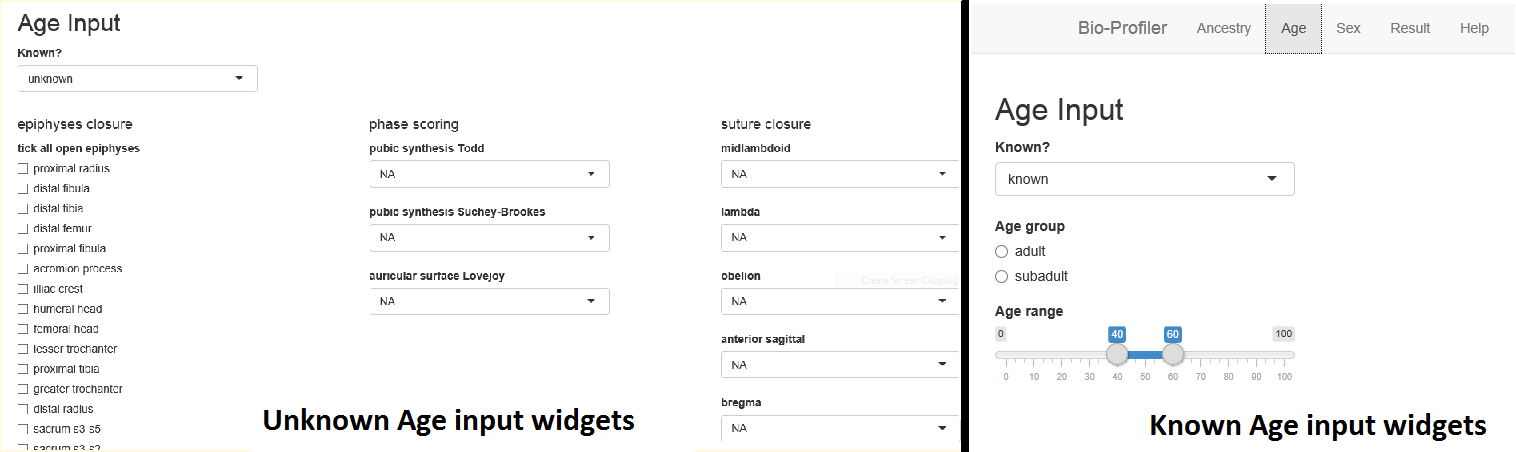 Age Input
Known?
unknown
epiphyses closure
tick all open epiphyses
proximal radius
distal fibula
distal tibia
distal femur
proximal fibula
acromion process
illiac crest
humeral head
femoral head
lesser trochanter
proximal tibia
greater trochanter
distal radius
sacrum s3-s5
sacrum s3-s2
phase scoring
pubic synthesis Todd
NA
pubic synthesis Suchey-Brookes
NA
auricular surface Lovejoy
NA
suture closure
midlambdoid
NA
lambda
NA
obelion
Create Screen Clipping
NA
anterior sagittal
NA
bregma
NA
Unknown Age input widgets
Bio-Profiler Ancestry Age Sex Result Help
Age Input
Known?
known
Age group
adult
subadult
Age range
0 40 60 100
0 10 20 30 40 50 60 70 80 90 100
Known Age input widgets